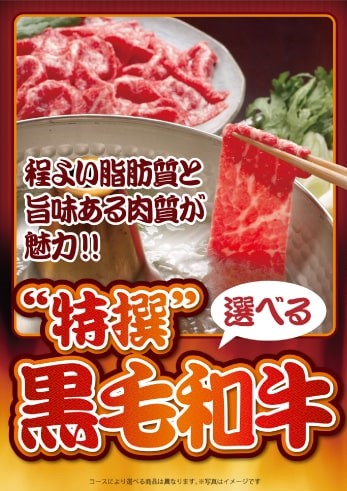 程よい脂肪質と
旨味ある肉質が
魅力!!
“特撰”
選べる
黒毛和牛
コースにより選べる商品は異なります。※写真はイメージです